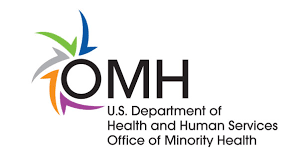 OMH
U.S. Department of
Health and Human Services
Office of Minority Health